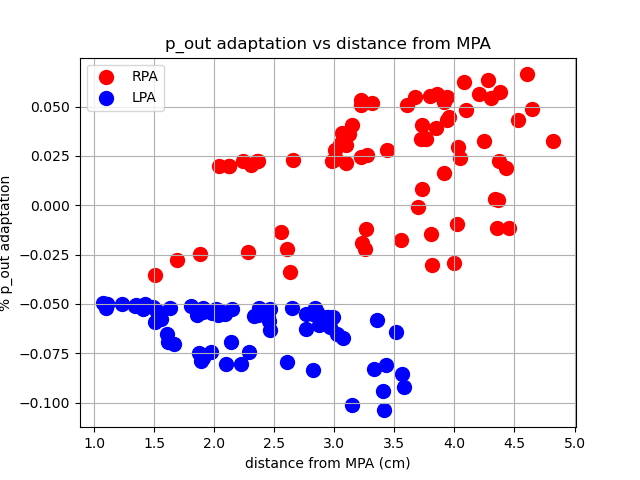 p_out adaptation vs distance from MPA
RPA
LPA
% p_out adaptation
0.050
0.025
0.000
−0.025
−0.050
−0.075
−0.100
1.0 1.5 2.0 2.5 3.0 3.5 4.0 4.5 5.0
distance from MPA (cm)